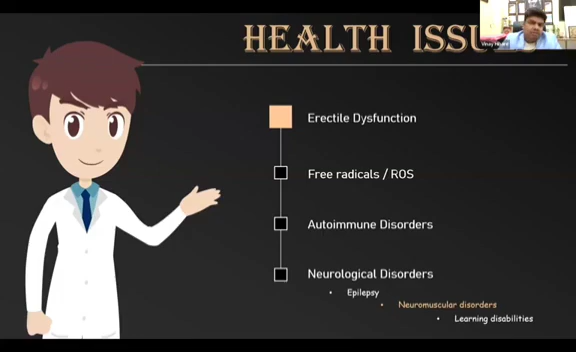 HEALTH ISSU
Erectile Dysfunction
Free radicals / ROS
Autoimmune Disorders
Neurological Disorders
• Epilepsy
• Neuromuscular disorders
• Learning disabilities